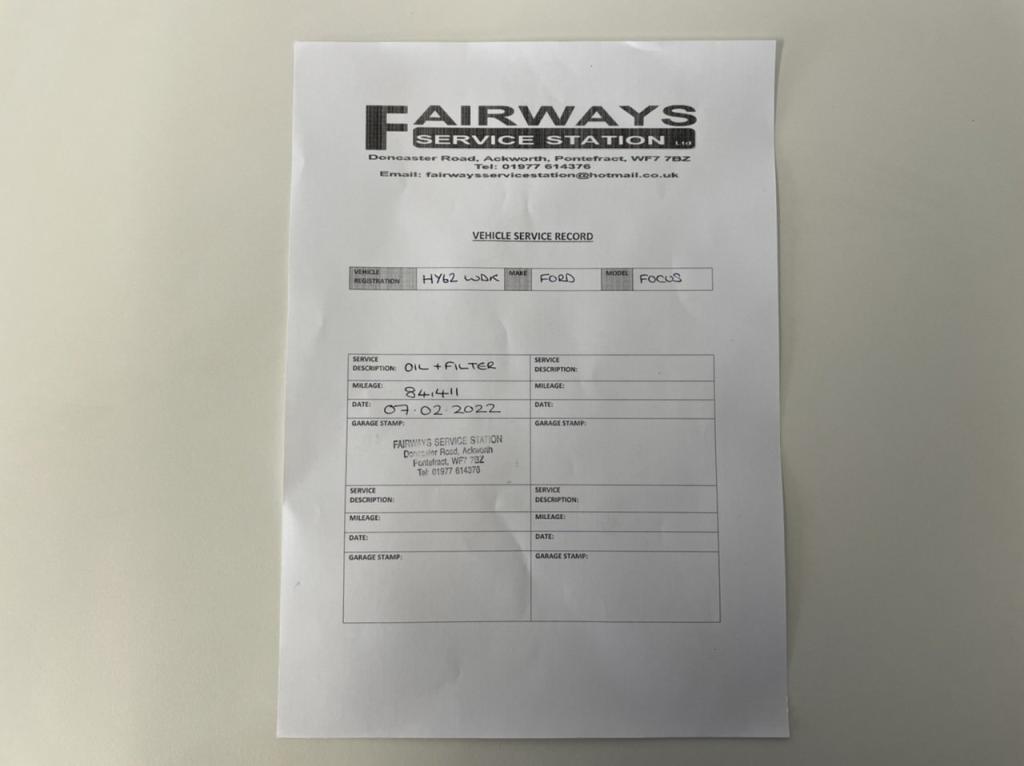 FAIRWAYS
SERVICE STATION Ltd
Doncaster Road, Ackworth, Pontefract, WF7 7BZ
Tel: 01977 614376
Email: fairwaysservicestation@hotmail.co.uk
VEHICLE SERVICE RECORD
VEHICLE REGISTRATION HY62 WDK MAKE FORD MODEL FOCUS
SERVICE DESCRIPTION: OIL + FILTER
MILEAGE: 84,411
DATE: 07.02.2022
GARAGE STAMP:
FAIRWAYS SERVICE STATION
Doncaster Road, Ackworth
Pontefract, WF7 7BZ
Tel: 01977 614376
SERVICE DESCRIPTION:
MILEAGE:
DATE:
GARAGE STAMP:
SERVICE DESCRIPTION:
MILEAGE:
DATE:
GARAGE STAMP:
SERVICE DESCRIPTION:
MILEAGE:
DATE:
GARAGE STAMP: